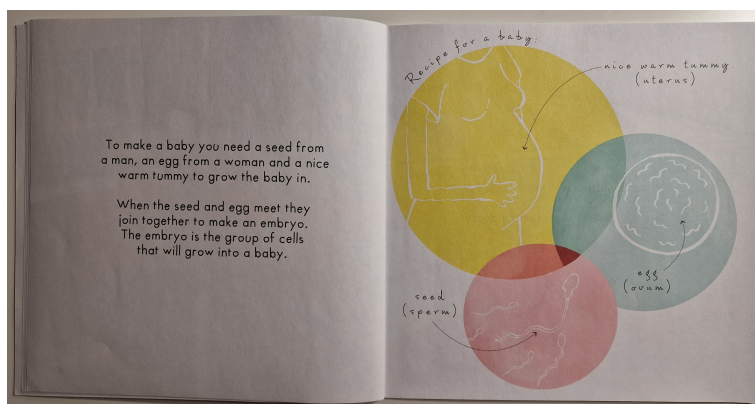 To make a baby you need a seed from
a man, an egg from a woman and a nice
warm tummy to grow the baby in.
When the seed and egg meet they
join together to make an embryo.
The embryo is the group of cells
that will grow into a baby.
Recipe for a baby:
nice warm tummy
(uterus)
egg
(ovum)
seed
(sperm)